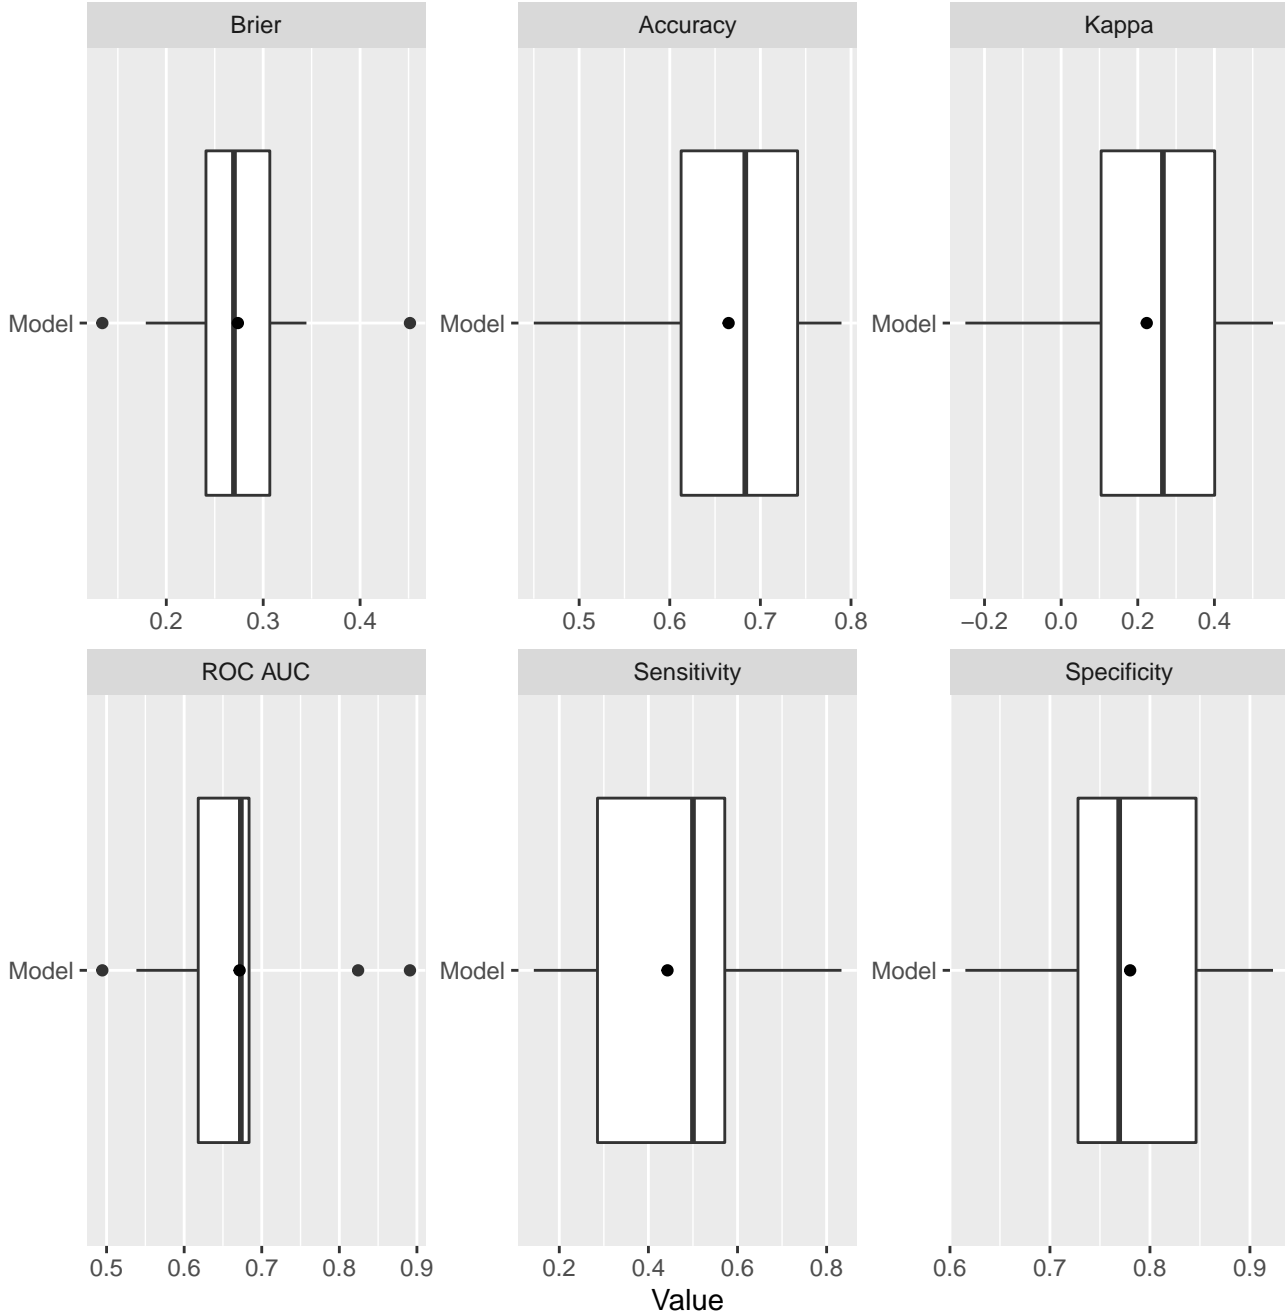 Brier
Accuracy
Kappa
Model
Model
Model
0.2 0.3 0.4
0.5 0.6 0.7 0.8
−0.2 0.0 0.2 0.4
ROC AUC
Sensitivity
Specificity
Model
Model
Model
0.5 0.6 0.7 0.8 0.9
0.2 0.4 0.6 0.8
0.6 0.7 0.8 0.9
Value